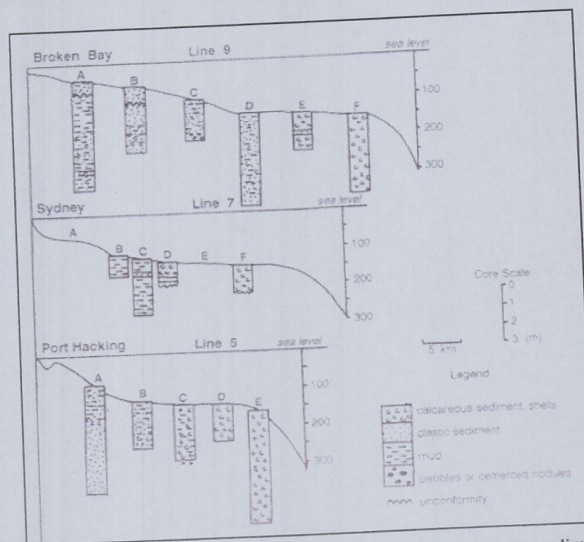 Broken Bay Line 9 sea level
A B C D E F
100
200
300
Sydney Line 7 sea level
A B C D E F
100
200
300
Core Scale
0
1
2
3 (m)
5 km
Port Hacking Line 5 sea level
A B C D E
100
200
300
Legend
calcareous sediment, shells
clastic sediment
mud
pebbles or cemented nodules
unconformity